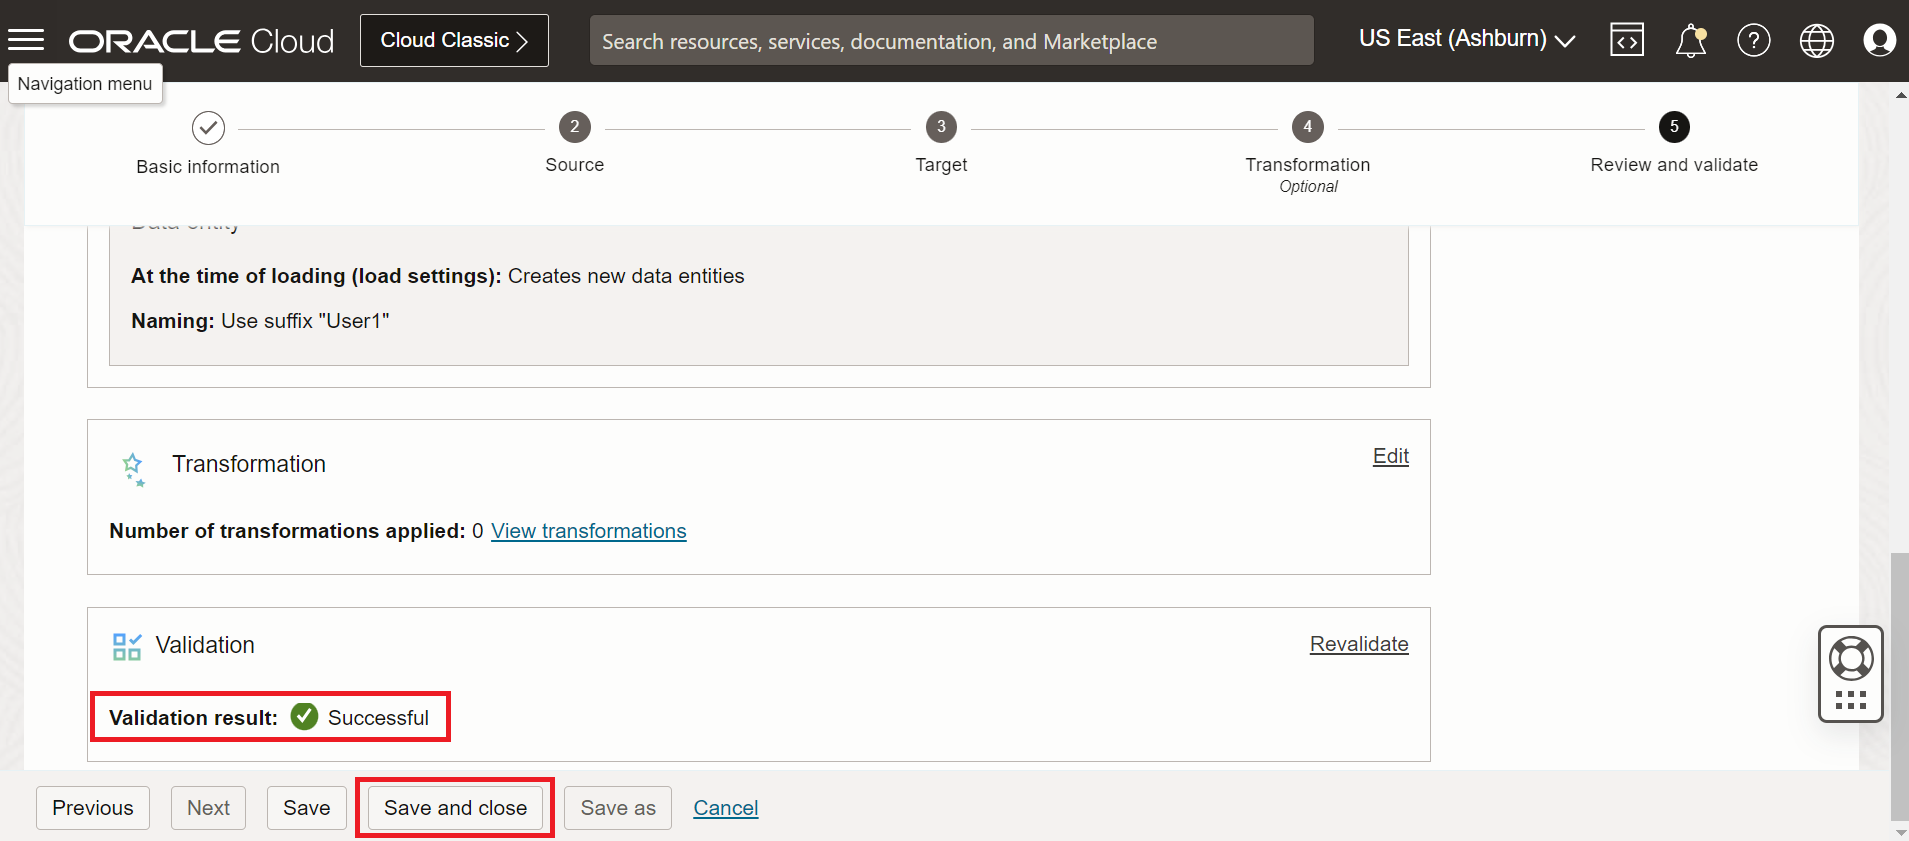 ORACLE Cloud
Cloud Classic
Search resources, services, documentation, and Marketplace
US East (Ashburn)
Navigation menu
2
3
4
5
Basic information
Source
Target
Transformation
Optional
Review and validate
Data entity
At the time of loading (load settings): Creates new data entities
Naming: Use suffix "User1"
Transformation
Edit
Number of transformations applied: 0 View transformations
Validation
Revalidate
Validation result: Successful
Previous
Next
Save
Save and close
Save as
Cancel